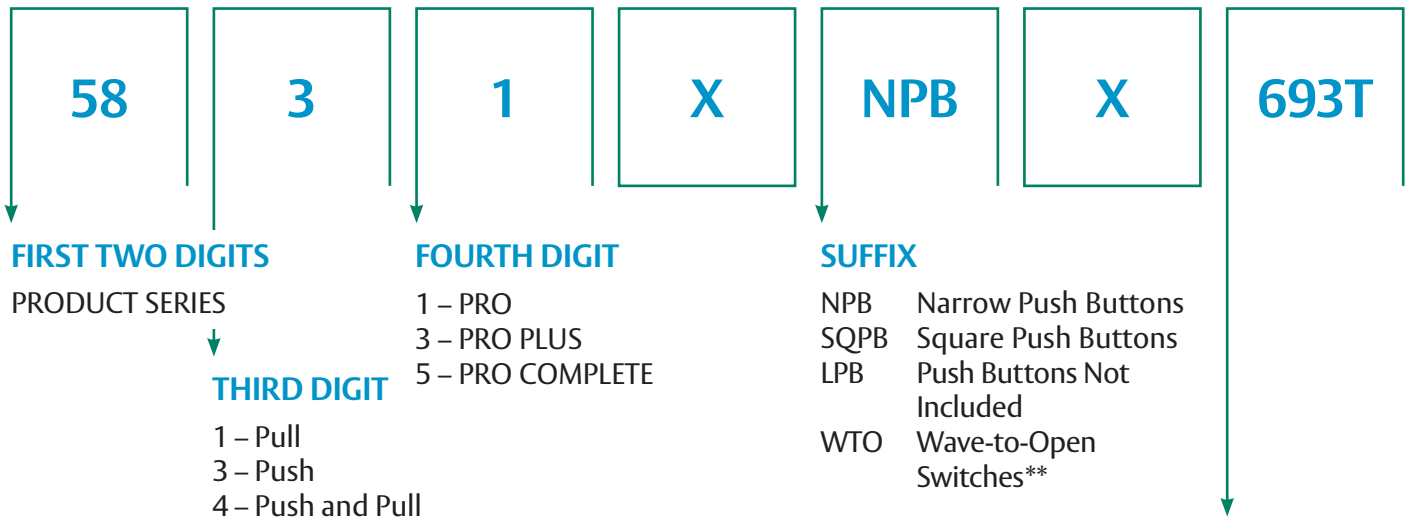 58 3 1 X NPB X 693T
FIRST TWO DIGITS
PRODUCT SERIES
THIRD DIGIT
1 – Pull
3 – Push
4 – Push and Pull
FOURTH DIGIT
1 – PRO
3 – PRO PLUS
5 – PRO COMPLETE
SUFFIX
NPB Narrow Push Buttons
SQPB Square Push Buttons
LPB Push Buttons Not
Included
WTO Wave-to-Open
Switches**